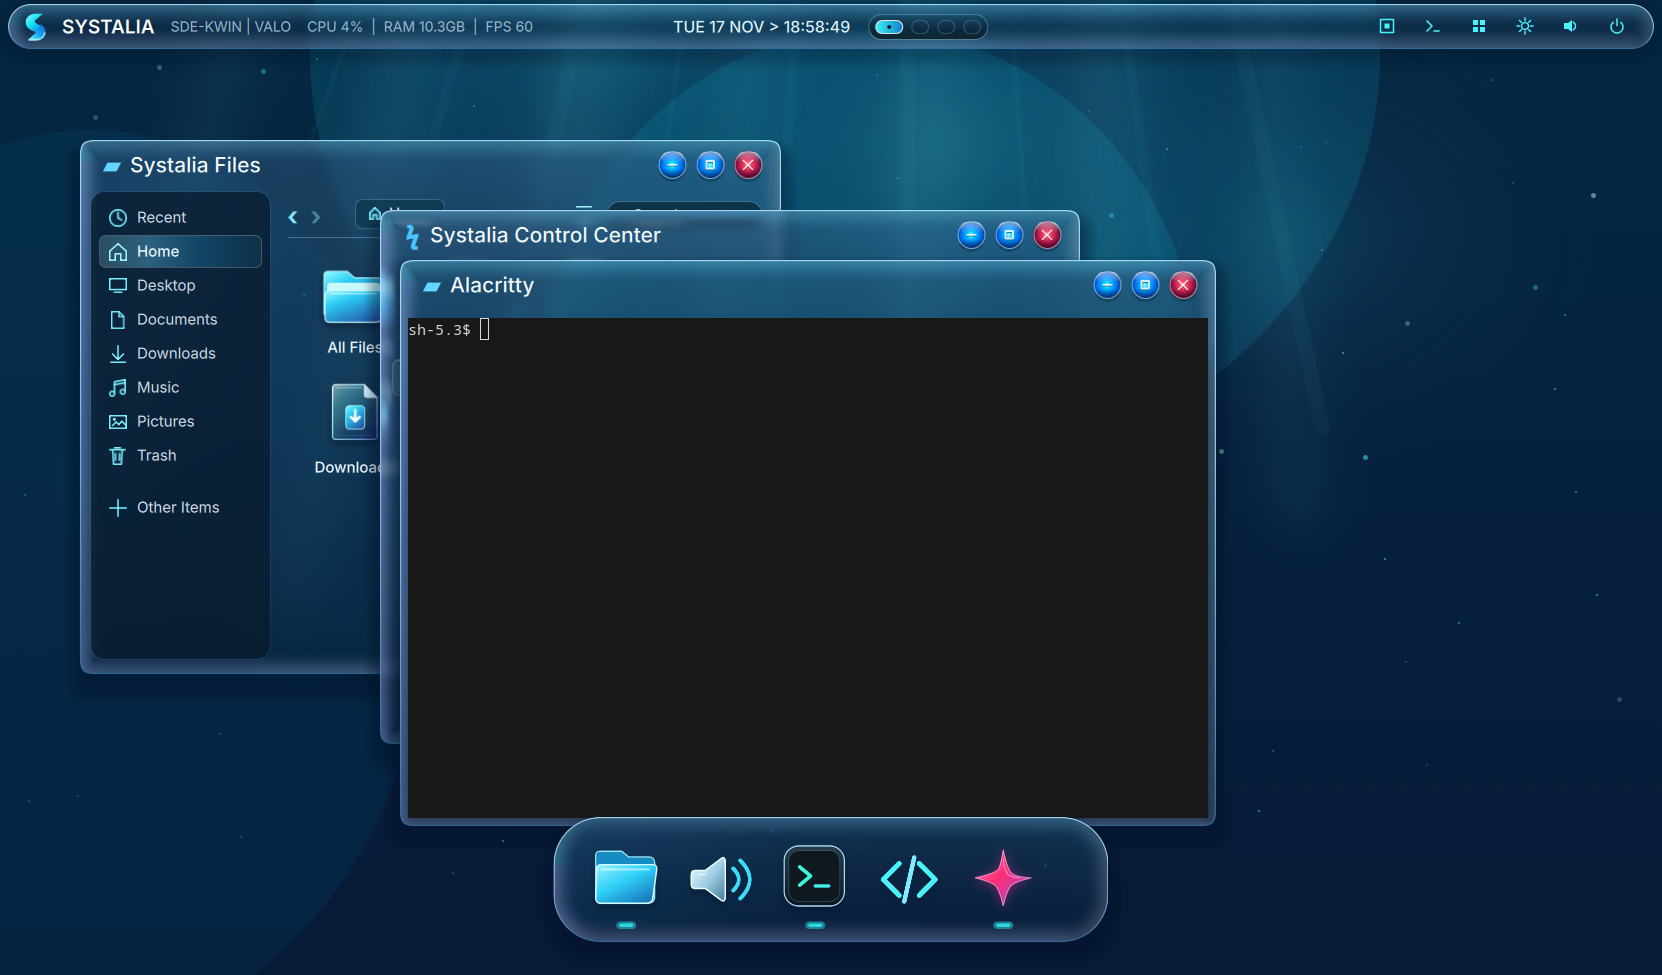 SYSTALIA SDE-KWIN | VALO CPU 4% | RAM 10.3GB | FPS 60 TUE 17 NOV > 18:58:49
Systalia Files
Recent
Home
Desktop
Documents
Downloads
Music
Pictures
Trash
Other Items
All Files
Systalia Control Center
Alacritty
sh-5.3$